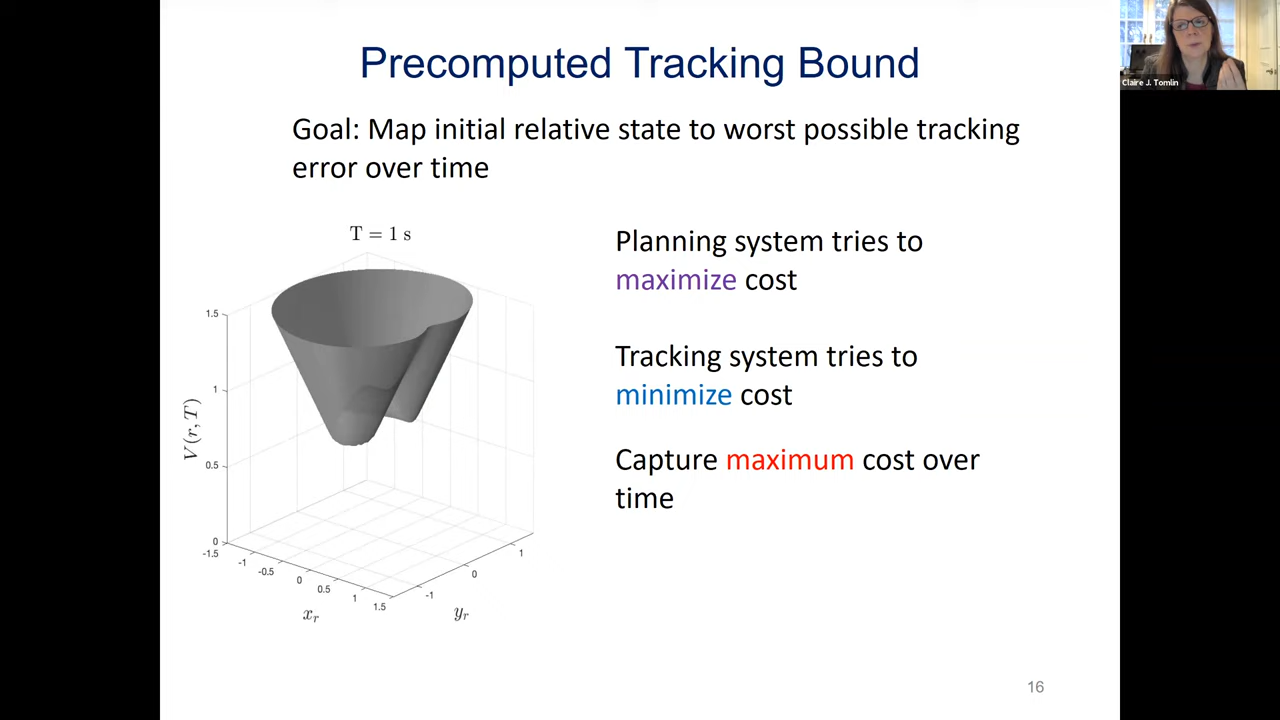 Precomputed Tracking Bound
Claire J. Tomlin
Goal: Map initial relative state to worst possible tracking
error over time
T = 1 s
Planning system tries to
maximize cost
Tracking system tries to
minimize cost
Capture maximum cost over
time
1.5
1
0.5
0
V(r, T)
-1.5
-1
-0.5
0
0.5
1
1.5
x_r
-1
0
1
y_r
16